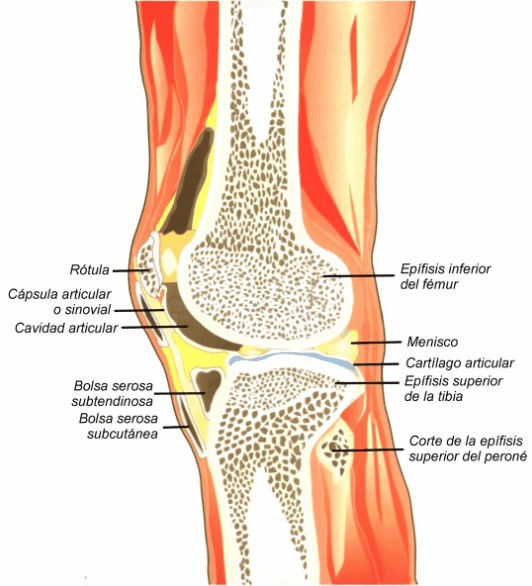 Rótula
Cápsula articular
o sinovial
Cavidad articular
Bolsa serosa
subtendinosa
Bolsa serosa
subcutánea
Epífisis inferior
del fémur
Menisco
Cartílago articular
Epífisis superior
de la tibia
Corte de la epífisis
superior del peroné